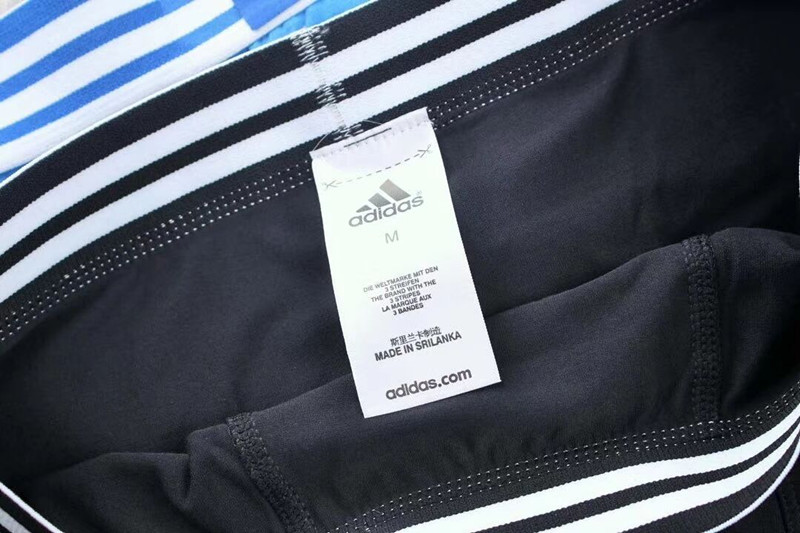 adidas
M
DIE WELTMARKE MIT DEN
3 STREIFEN
THE BRAND WITH THE
3 STRIPES
LA MARQUE AUX
3 BANDES
斯里兰卡制造
MADE IN SRILANKA
adidas.com